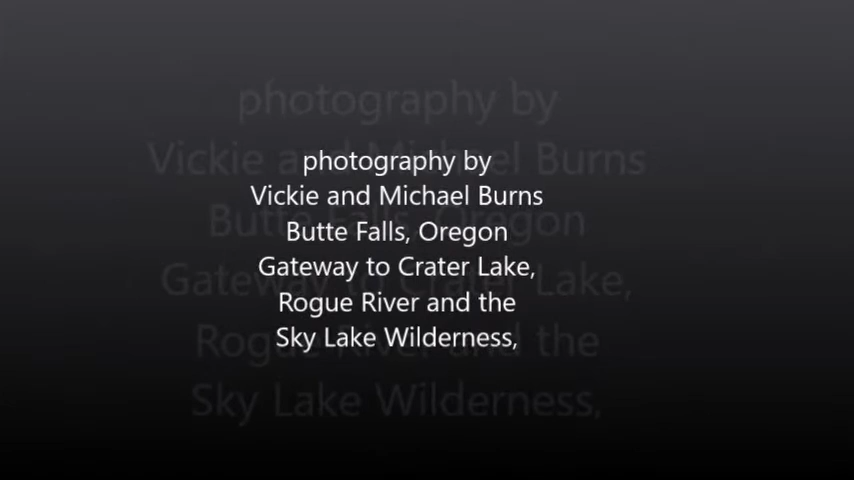 photography by
Vickie and Michael Burns
Butte Falls, Oregon
Gateway to Crater Lake,
Rogue River and the
Sky Lake Wilderness,